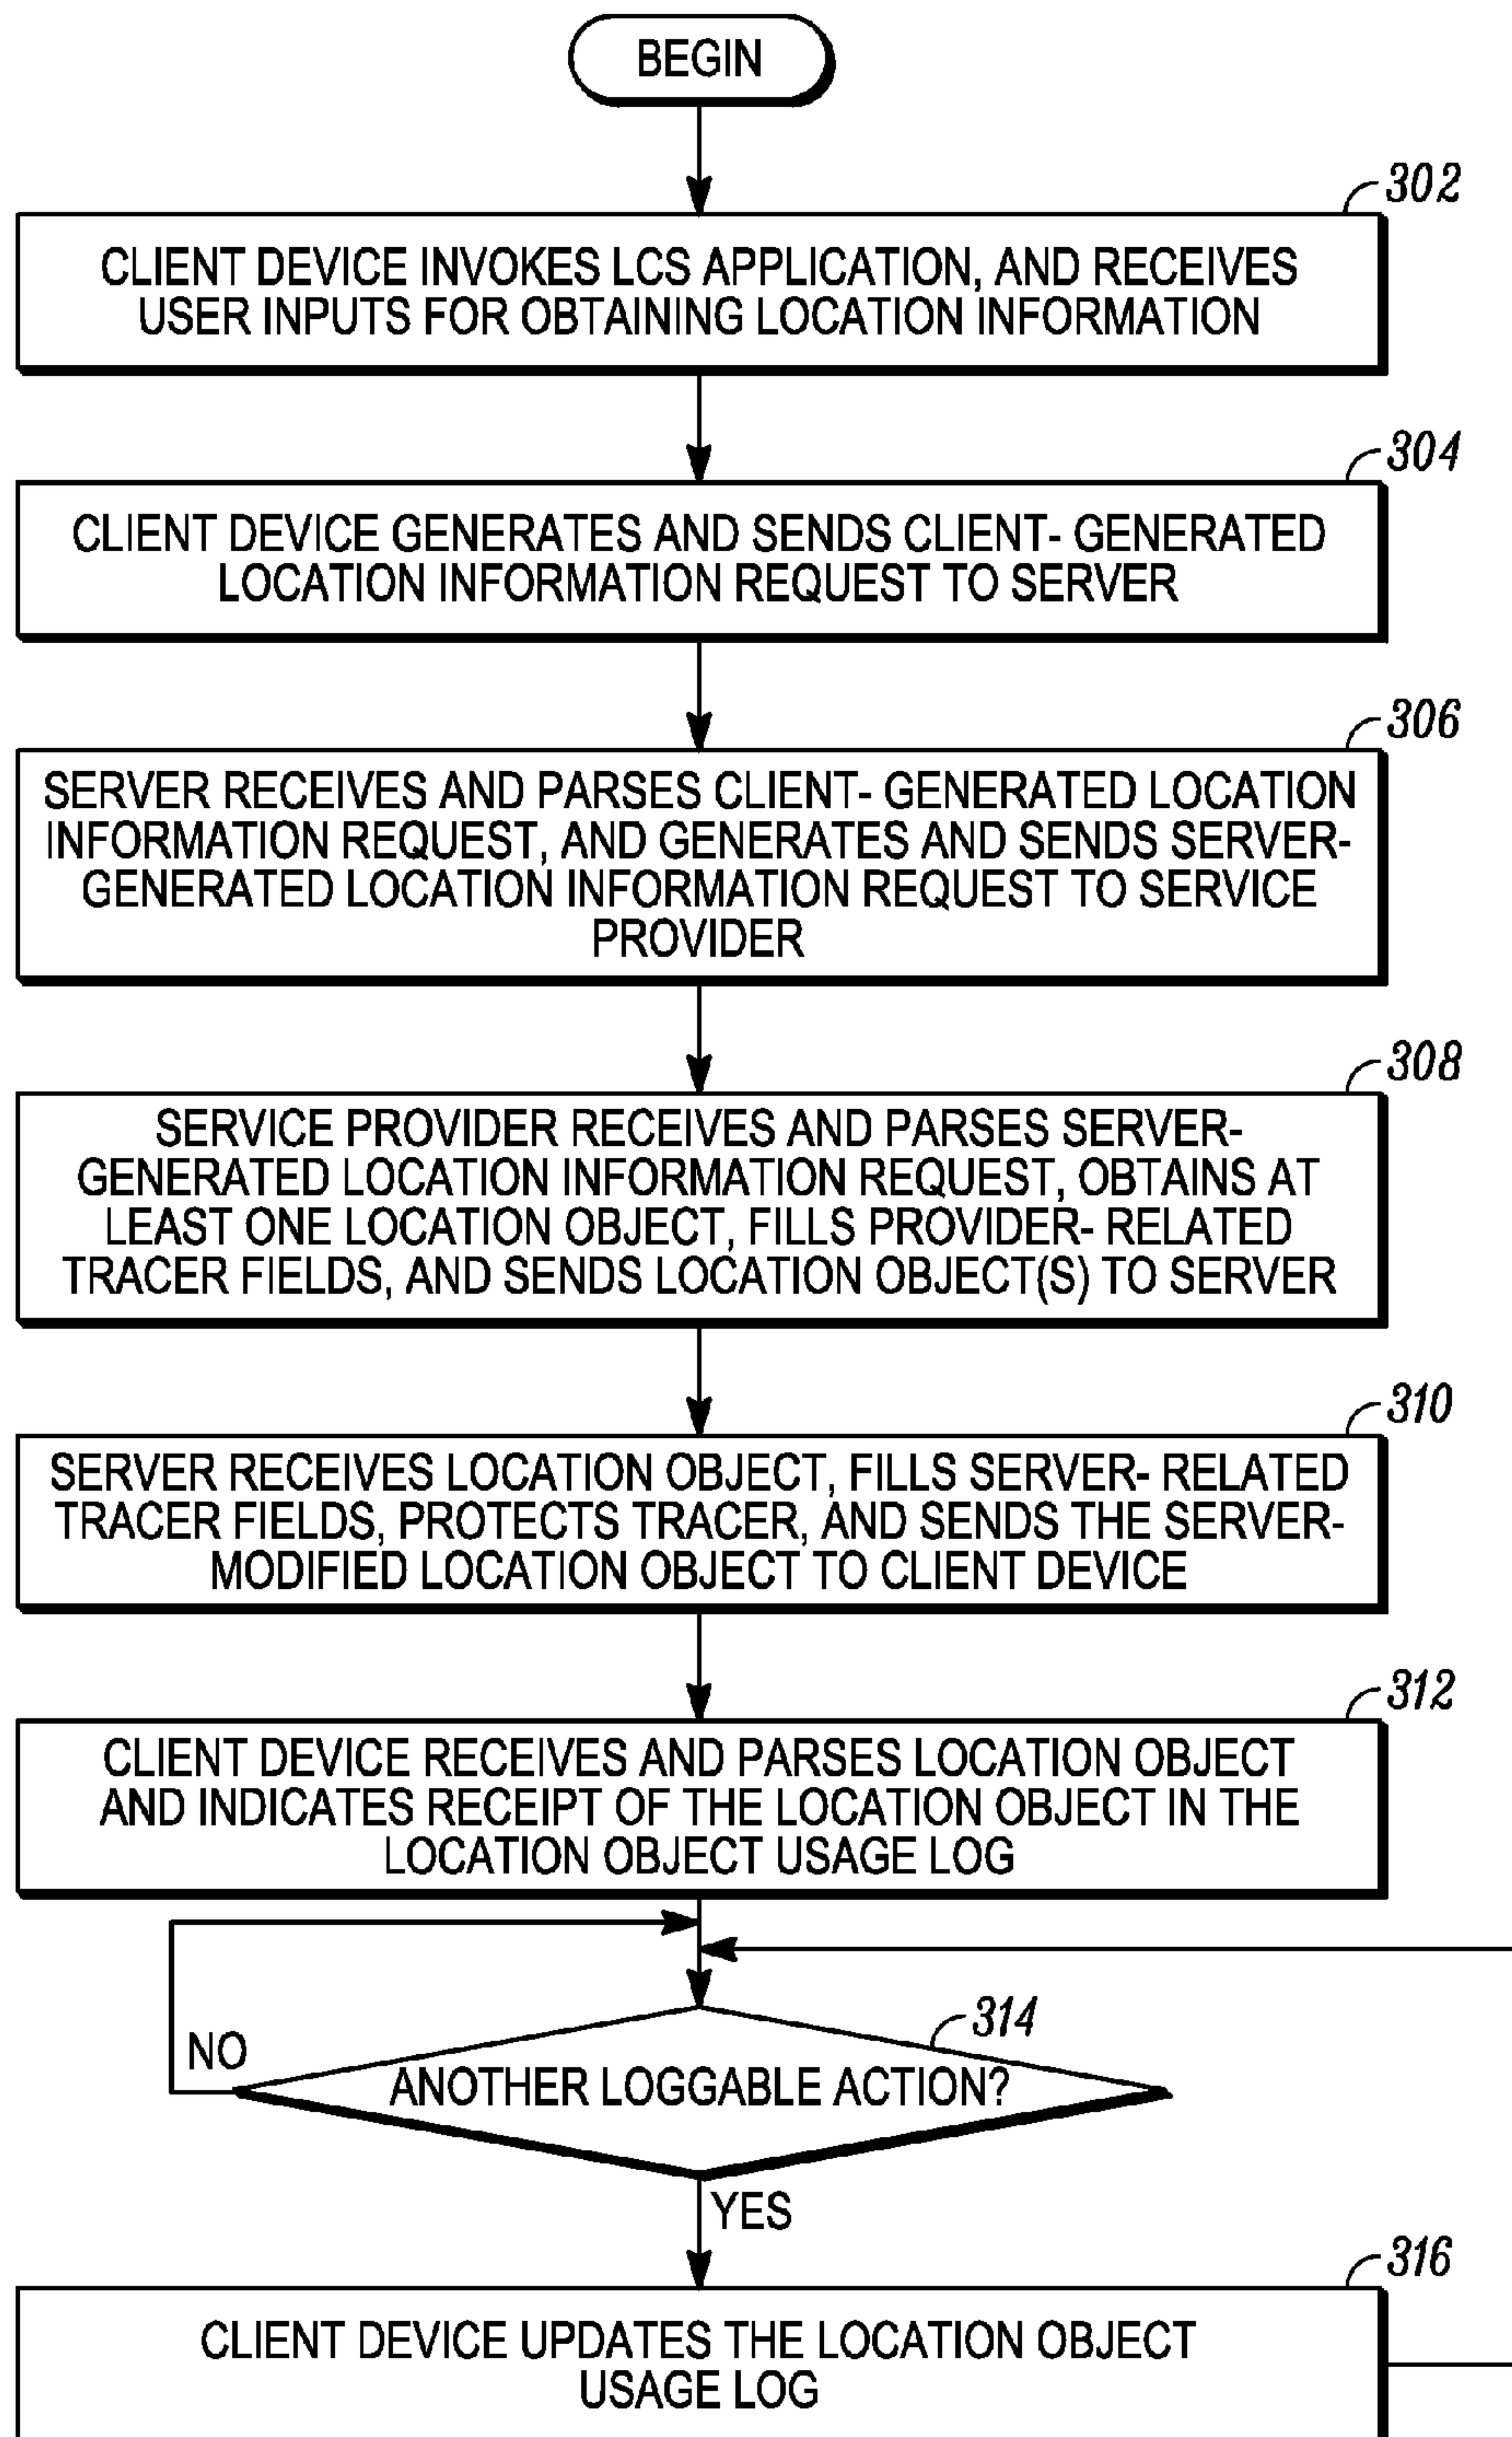 BEGIN
302
CLIENT DEVICE INVOKES LCS APPLICATION, AND RECEIVES
USER INPUTS FOR OBTAINING LOCATION INFORMATION
304
CLIENT DEVICE GENERATES AND SENDS CLIENT- GENERATED
LOCATION INFORMATION REQUEST TO SERVER
306
SERVER RECEIVES AND PARSES CLIENT- GENERATED LOCATION
INFORMATION REQUEST, AND GENERATES AND SENDS SERVER-
GENERATED LOCATION INFORMATION REQUEST TO SERVICE
PROVIDER
308
SERVICE PROVIDER RECEIVES AND PARSES SERVER-
GENERATED LOCATION INFORMATION REQUEST, OBTAINS AT
LEAST ONE LOCATION OBJECT, FILLS PROVIDER- RELATED
TRACER FIELDS, AND SENDS LOCATION OBJECT(S) TO SERVER
310
SERVER RECEIVES LOCATION OBJECT, FILLS SERVER- RELATED
TRACER FIELDS, PROTECTS TRACER, AND SENDS THE SERVER-
MODIFIED LOCATION OBJECT TO CLIENT DEVICE
312
CLIENT DEVICE RECEIVES AND PARSES LOCATION OBJECT
AND INDICATES RECEIPT OF THE LOCATION OBJECT IN THE
LOCATION OBJECT USAGE LOG
314
NO
ANOTHER LOGGABLE ACTION?
YES
316
CLIENT DEVICE UPDATES THE LOCATION OBJECT
USAGE LOG